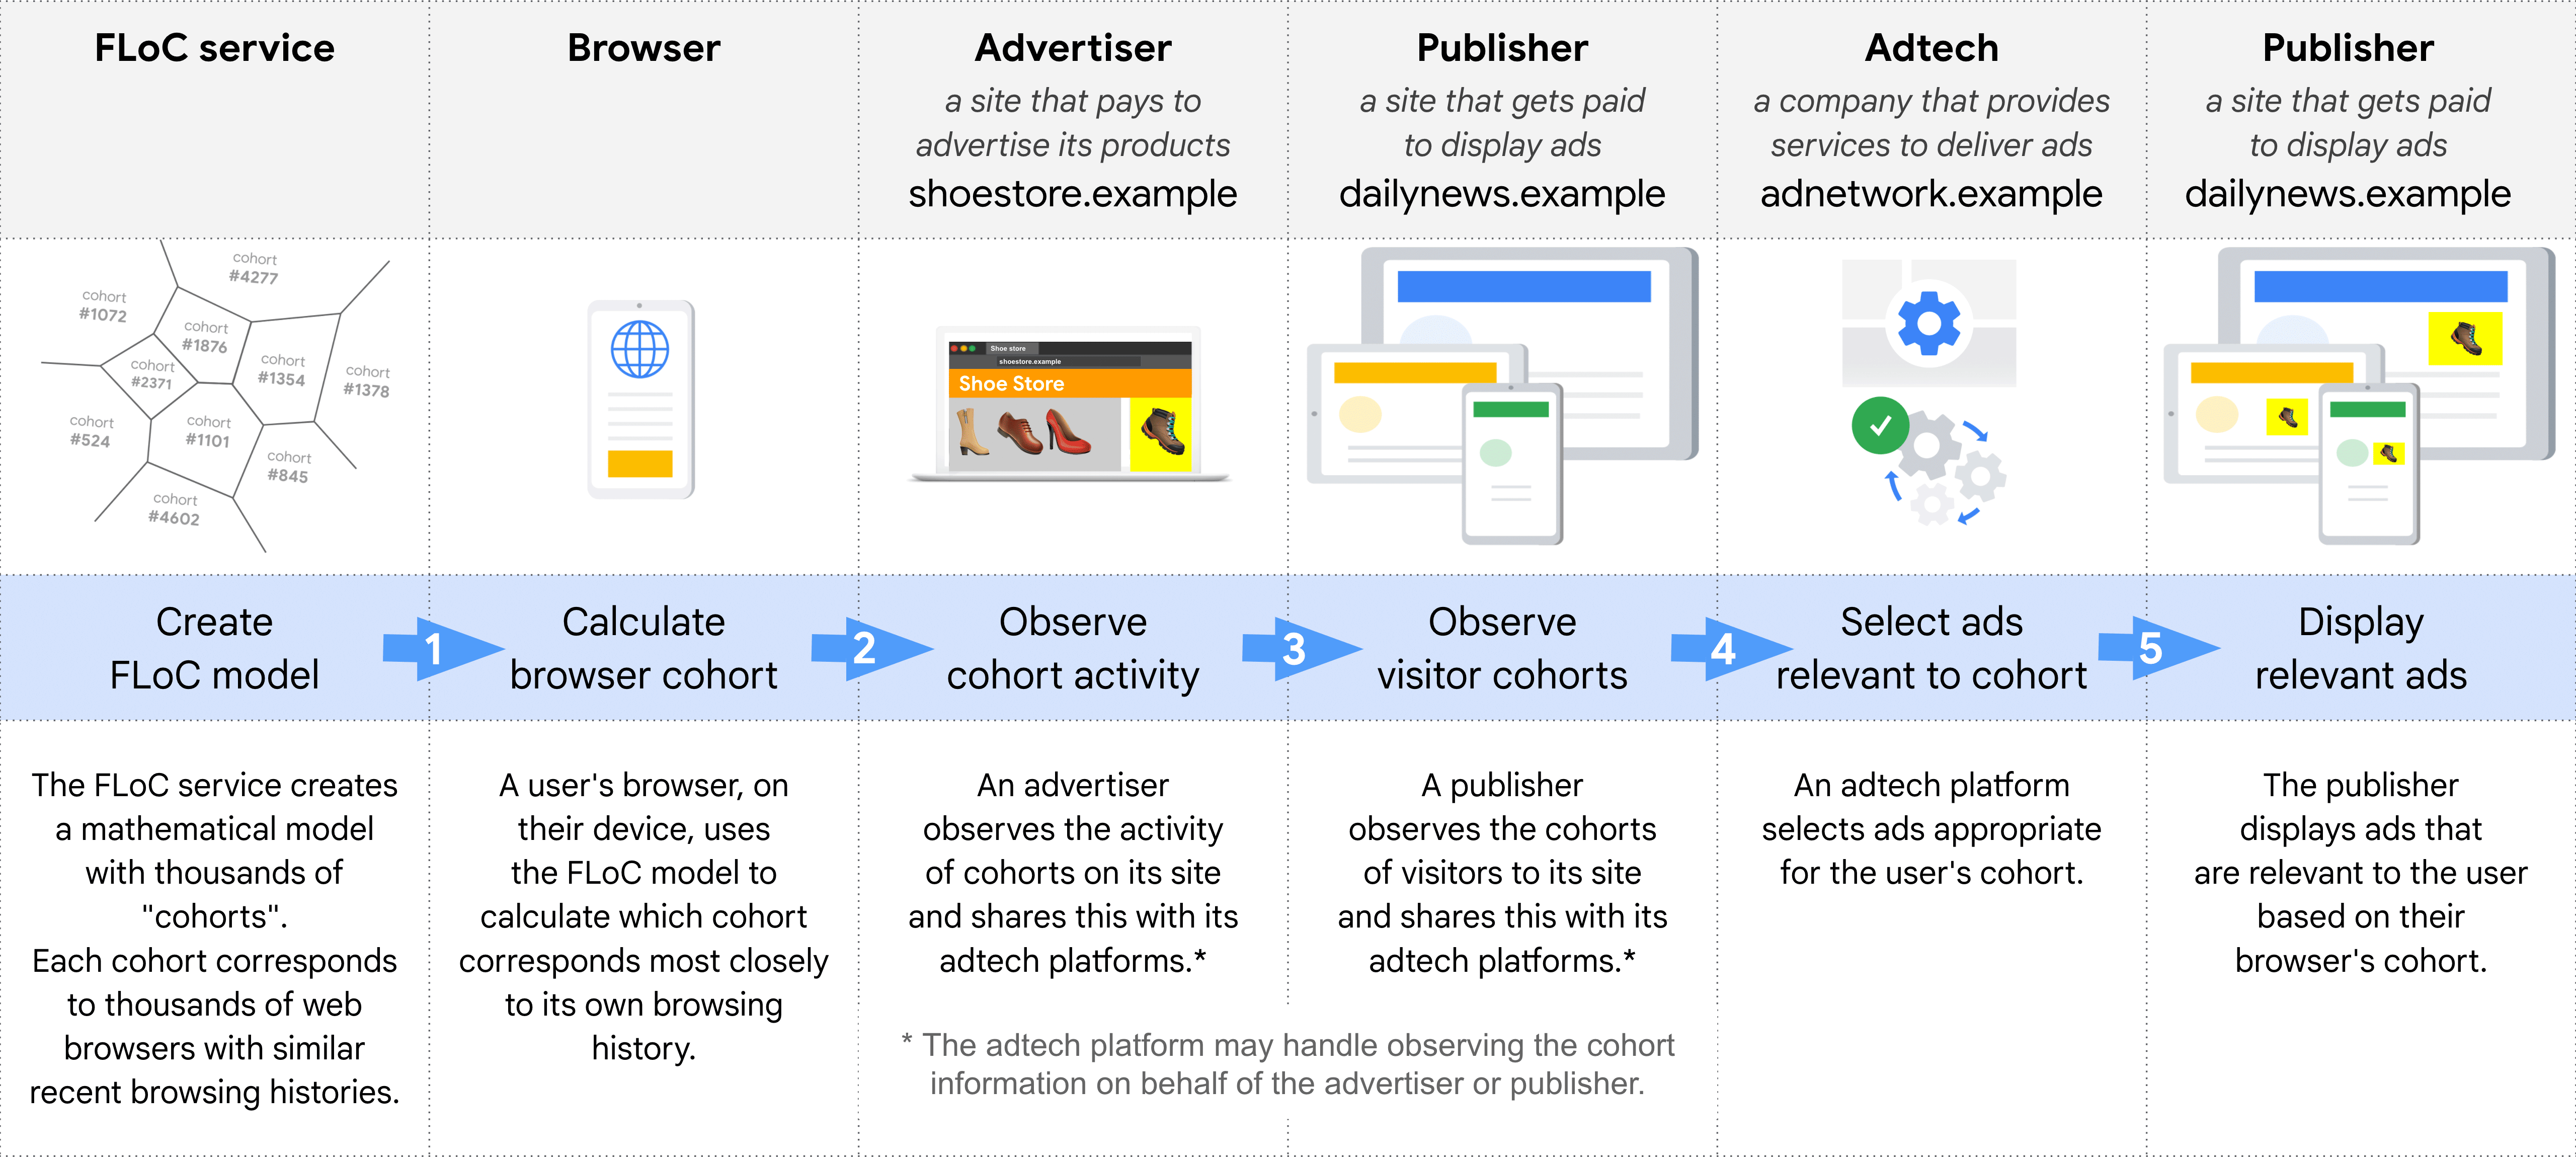 FLoC service
Browser
Advertiser
a site that pays to
advertise its products
shoestore.example
Publisher
a site that gets paid
to display ads
dailynews.example
Adtech
a company that provides
services to deliver ads
adnetwork.example
Publisher
a site that gets paid
to display ads
dailynews.example
cohort
#4277
cohort
#1072
cohort
#1876
cohort
#1354
cohort
#1378
cohort
#2371
cohort
#524
cohort
#1101
cohort
#845
cohort
#4602
Shoe store
shoestore.example
Shoe Store
Create
FLoC model
1
Calculate
browser cohort
2
Observe
cohort activity
3
Observe
visitor cohorts
4
Select ads
relevant to cohort
5
Display
relevant ads
The FLoC service creates
a mathematical model
with thousands of
"cohorts".
Each cohort corresponds
to thousands of web
browsers with similar
recent browsing histories.
A user's browser, on
their device, uses
the FLoC model to
calculate which cohort
corresponds most closely
to its own browsing
history.
An advertiser
observes the activity
of cohorts on its site
and shares this with its
adtech platforms.*
A publisher
observes the cohorts
of visitors to its site
and shares this with its
adtech platforms.*
* The adtech platform may handle observing the cohort
information on behalf of the advertiser or publisher.
An adtech platform
selects ads appropriate
for the user's cohort.
The publisher
displays ads that
are relevant to the user
based on their
browser's cohort.